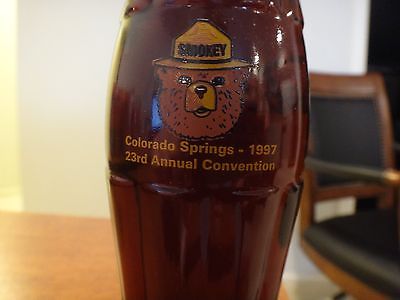 SMOKEY
Colorado Springs - 1997
23rd Annual Convention